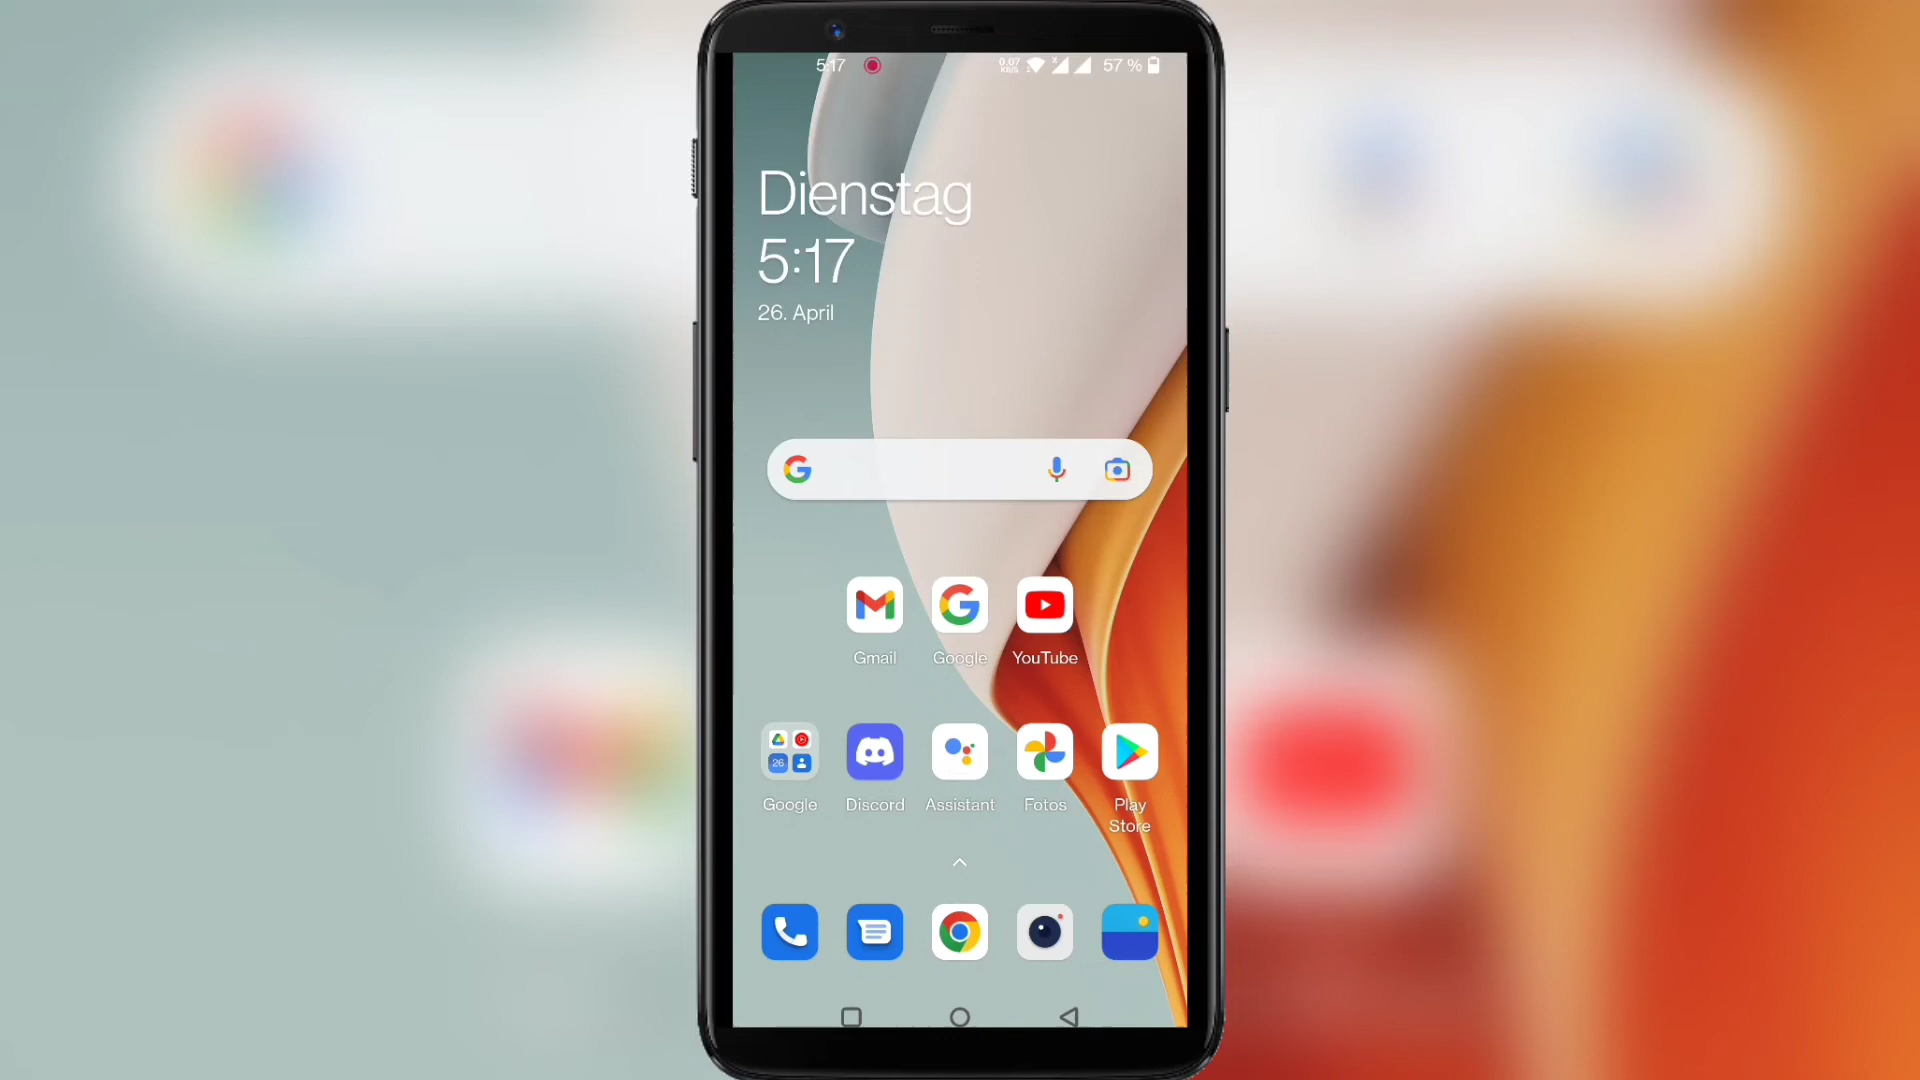 5:17
0.07
KB/S
57 %
Dienstag
5:17
26. April
Gmail
Google
YouTube
26
Google
Discord
Assistant
Fotos
Play
Store